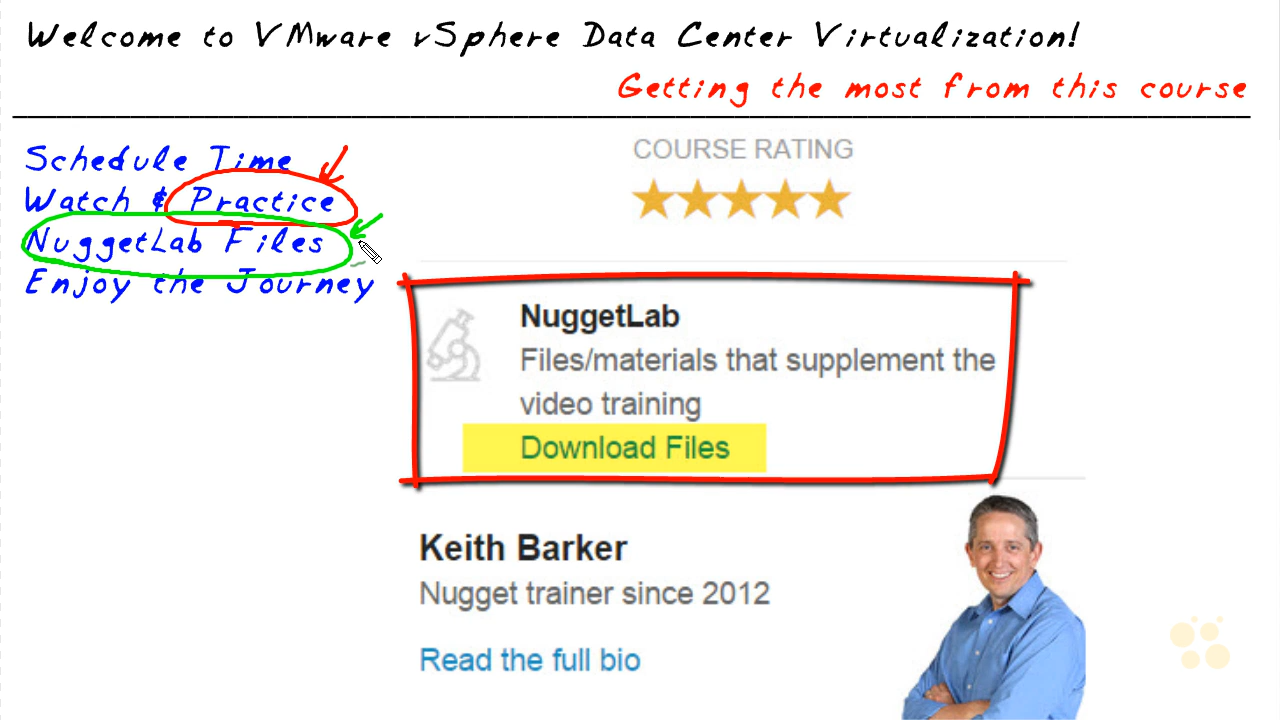 Welcome to VMware vSphere Data Center Virtualization!
Getting the most from this course
Schedule Time
Watch & Practice
NuggetLab Files
Enjoy the Journey
COURSE RATING
NuggetLab
Files/materials that supplement the
video training
Download Files
Keith Barker
Nugget trainer since 2012
Read the full bio